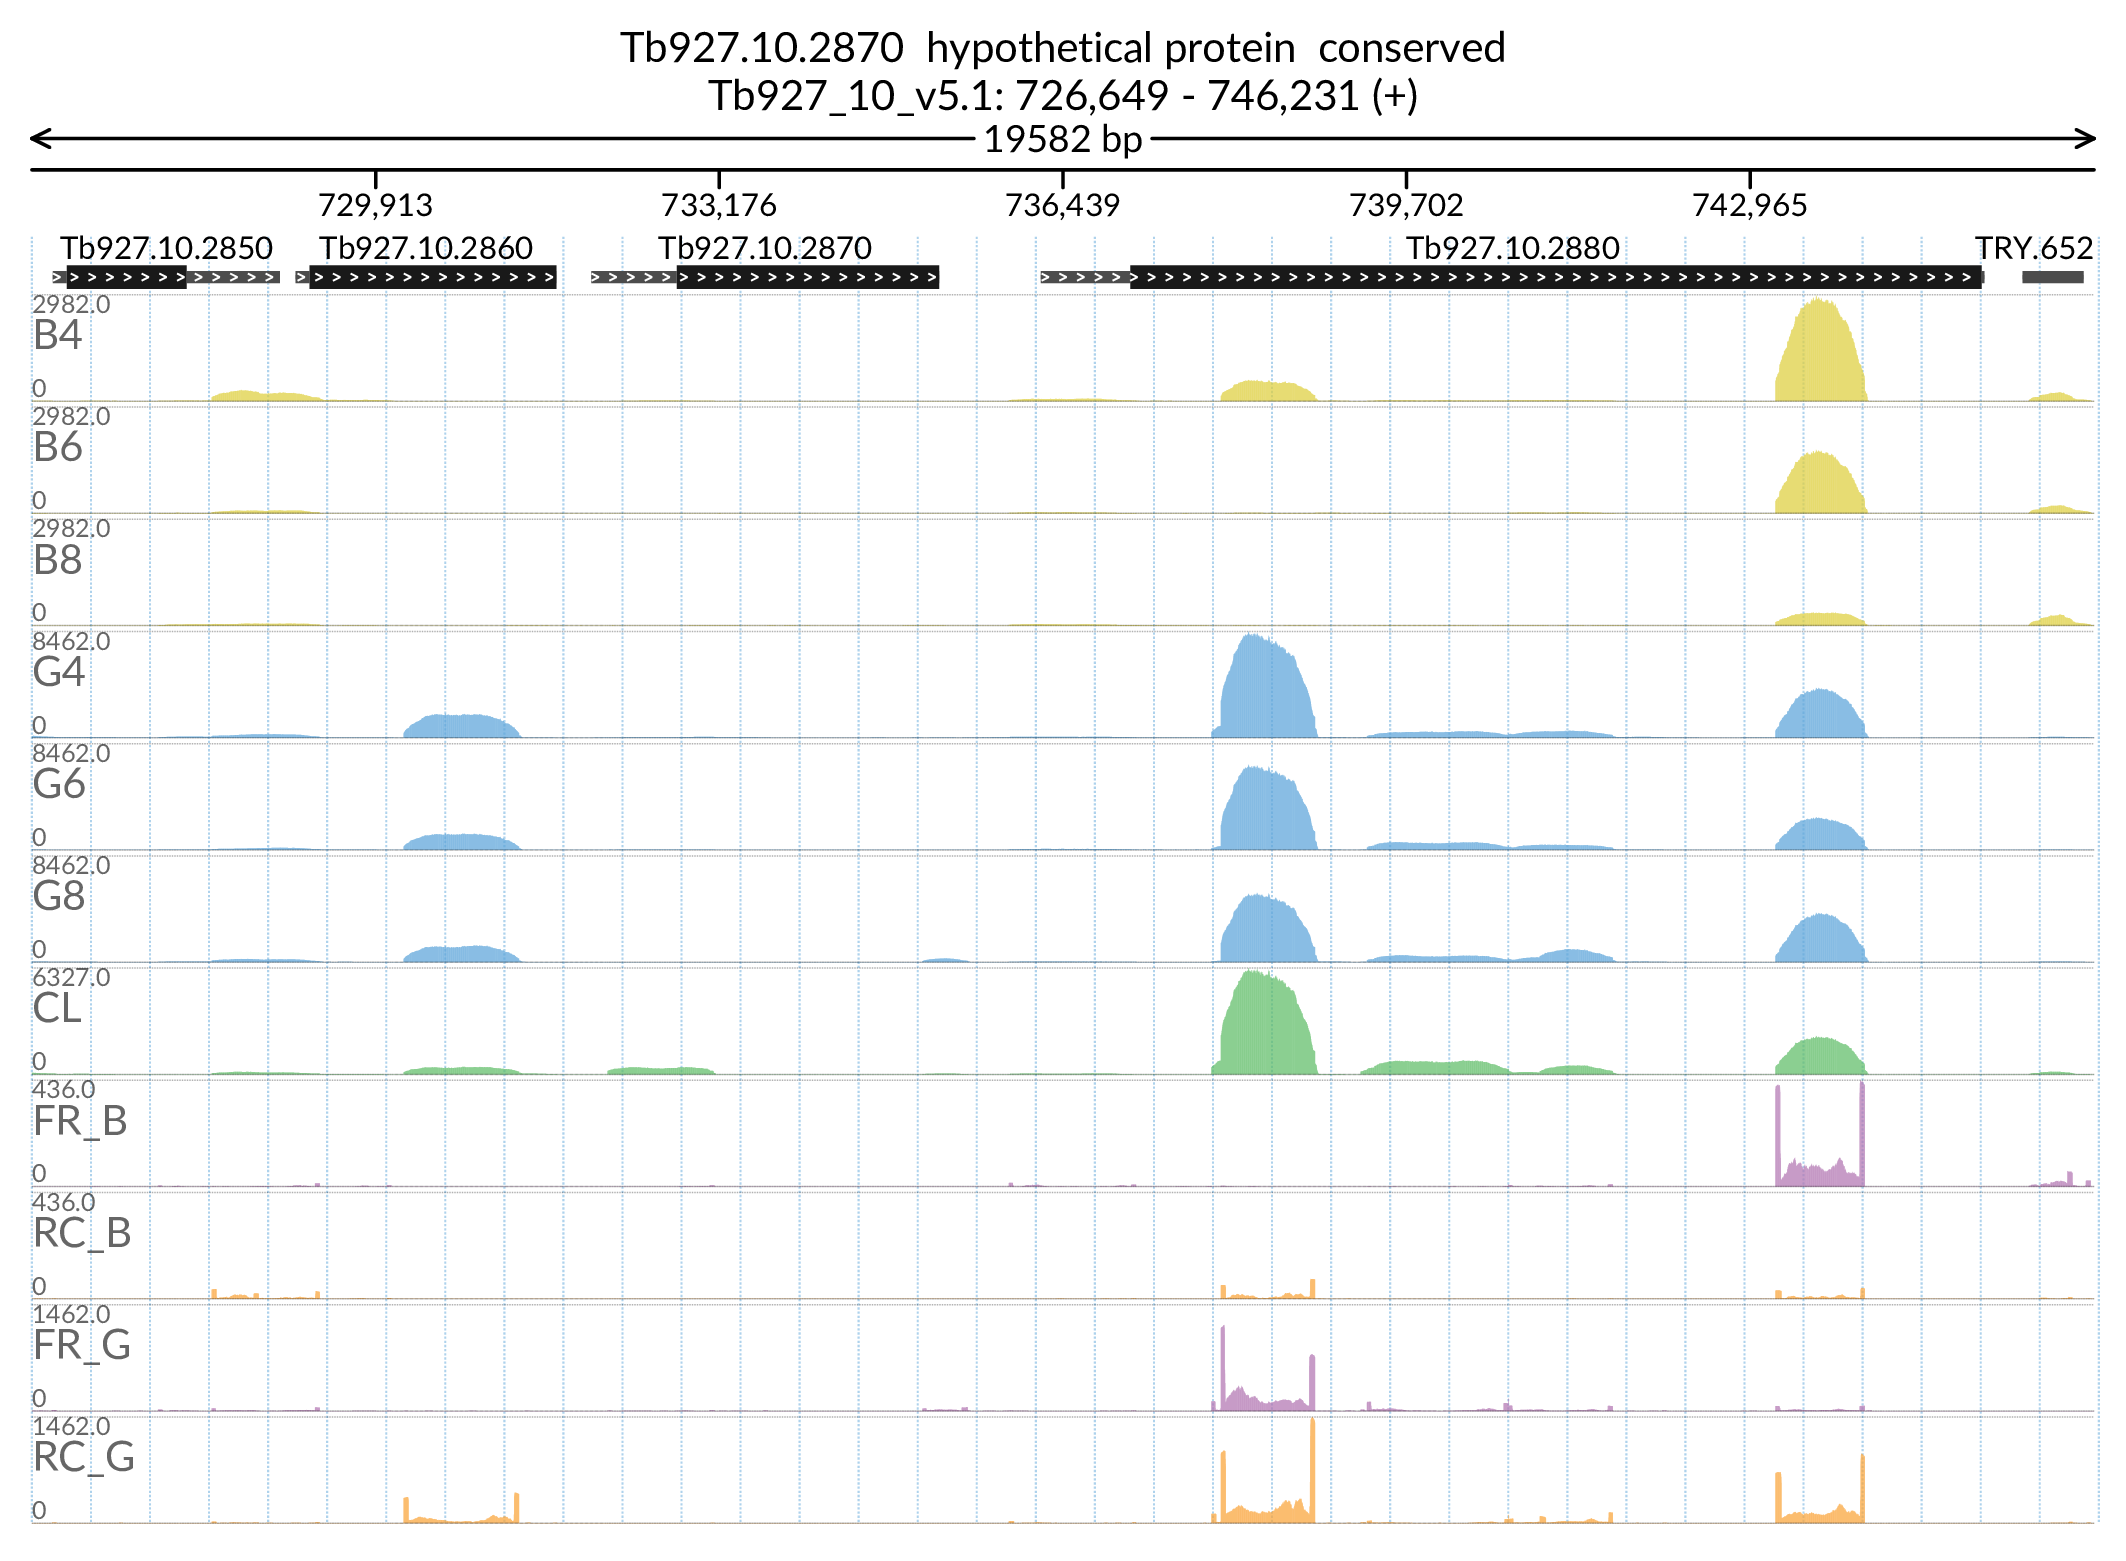 Tb927.10.2870  hypothetical protein  conserved
Tb927_10_v5.1: 726,649 - 746,231 (+)
19582 bp
729,913 733,176 736,439 739,702 742,965
Tb927.10.2850 Tb927.10.2860 Tb927.10.2870 Tb927.10.2880 TRY.652
2982.0
B4
0
2982.0
B6
0
2982.0
B8
0
8462.0
G4
0
8462.0
G6
0
8462.0
G8
0
6327.0
CL
0
436.0
FR_B
0
436.0
RC_B
0
1462.0
FR_G
0
1462.0
RC_G
0